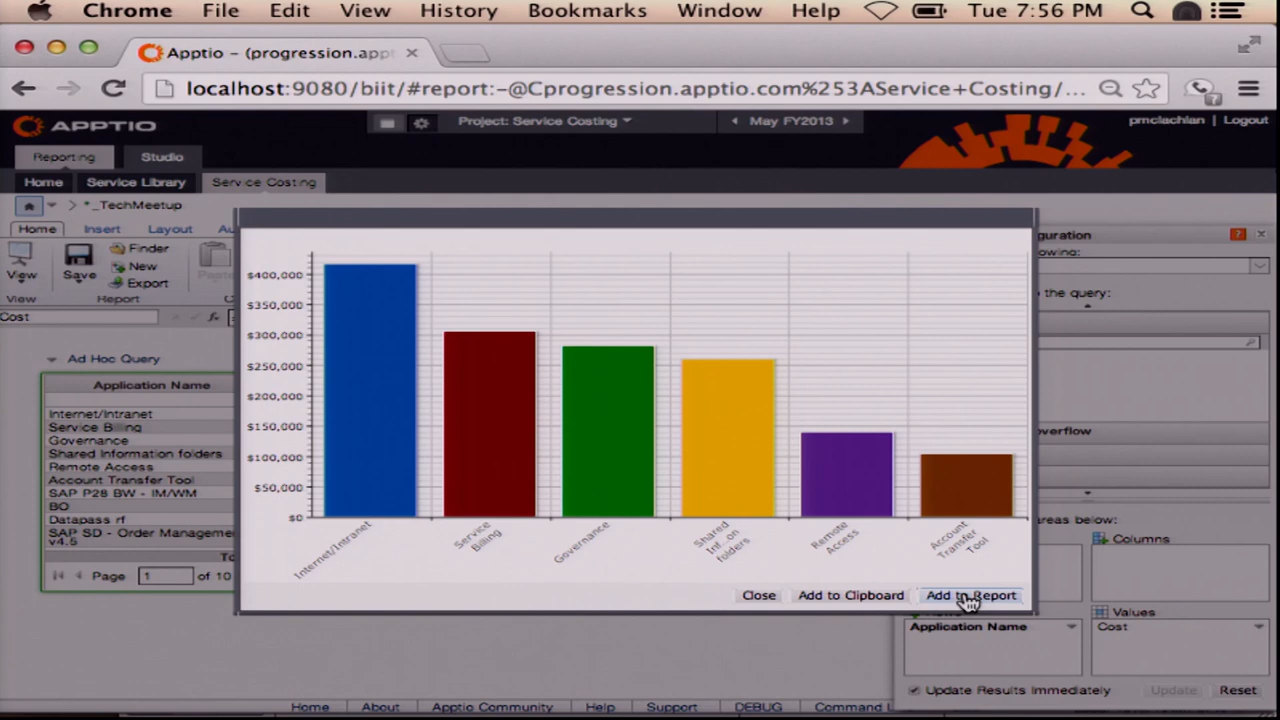 Chrome File Edit View History Bookmarks Window Help Tue 7:56 PM
Apptio - (progression.appt
localhost:9080/biit/#report:-@Cprogression.apptio.com%253AService+Costing/...
APPTIO
Project: Service Costing
May FY2013
pmclachlan | Logout
Reporting Studio
Home Service Library Service Costing
*_TechMeetup
Home Insert Layout
View Save Finder
New
Export
View Report
Cost
Ad Hoc Query
Application Name
Internet/Intranet
Service Billing
Governance
Shared Information folders
Remote Access
Account Transfer Tool
SAP P28 BW - IM/WM
BO
Datapass rf
SAP SD - Order Manageme
v4.5
Page 1 of 10
$400,000
$350,000
$300,000
$250,000
$200,000
$150,000
$100,000
$50,000
$0
Internet/Intranet
Service
Billing
Governance
Shared
Inf...on
folders
Remote
Access
Account
Transfer
Tool
Close Add to Clipboard Add to Report
guration
owing:
the query:
verflow
areas below:
Columns
Values
Application Name
Cost
Update Results Immediately Update Reset
Home About Apptio Community Help Support DEBUG Command L